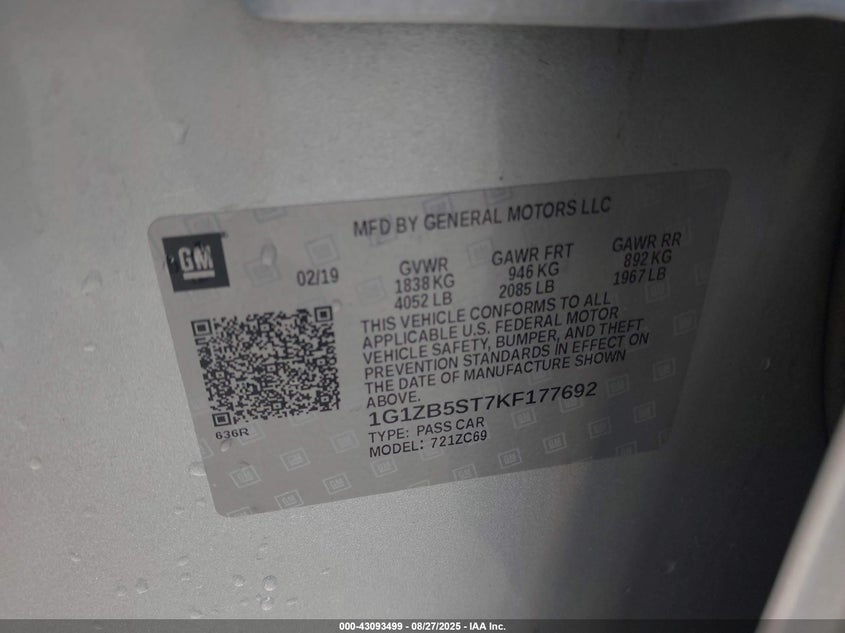 MFD BY GENERAL MOTORS LLC
GM
02/19
GVWR
1838 KG
4052 LB
GAWR FRT
946 KG
2085 LB
GAWR RR
892 KG
1967 LB
THIS VEHICLE CONFORMS TO ALL
APPLICABLE U.S. FEDERAL MOTOR
VEHICLE SAFETY, BUMPER, AND THEFT
PREVENTION STANDARDS IN EFFECT ON
THE DATE OF MANUFACTURE SHOWN
ABOVE.
1G1ZB5ST7KF177692
TYPE: PASS CAR
MODEL: 721ZC69
636R
000-43093499 - 08/27/2025 - IAA Inc.